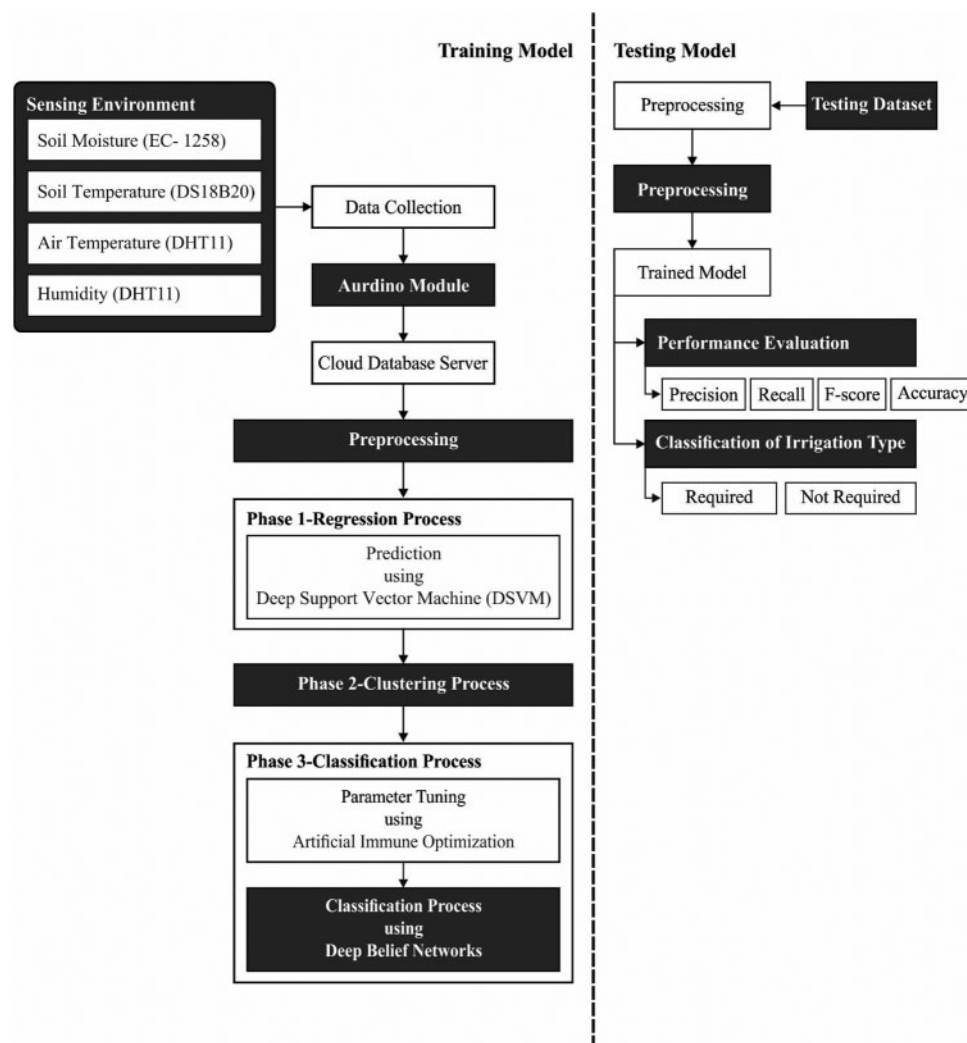 Training Model
Sensing Environment
Soil Moisture (EC- 1258)
Soil Temperature (DS18B20)
Air Temperature (DHT11)
Humidity (DHT11)
Data Collection
Aurdino Module
Cloud Database Server
Preprocessing
Phase 1-Regression Process
Prediction
using
Deep Support Vector Machine (DSVM)
Phase 2-Clustering Process
Phase 3-Classification Process
Parameter Tuning
using
Artificial Immune Optimization
Classification Process
using
Deep Belief Networks
Testing Model
Preprocessing
Testing Dataset
Preprocessing
Trained Model
Performance Evaluation
Precision
Recall
F-score
Accuracy
Classification of Irrigation Type
Required
Not Required